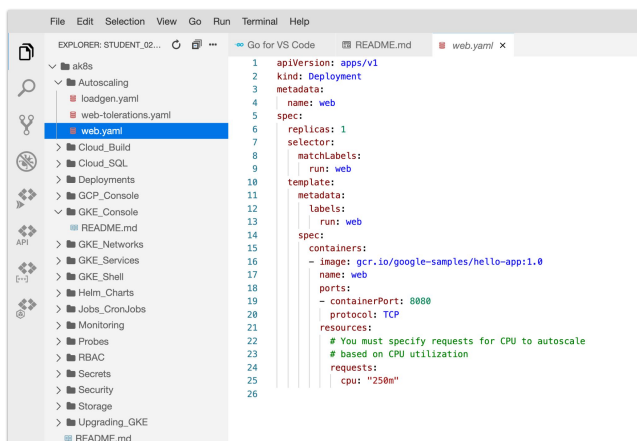 File Edit Selection View Go Run Terminal Help
EXPLORER: STUDENT_02...
Go for VS Code README.md web.yaml
ak8s
Autoscaling
loadgen.yaml
web-tolerations.yaml
web.yaml
Cloud_Build
Cloud_SQL
Deployments
GCP_Console
GKE_Console
README.md
GKE_Networks
GKE_Services
GKE_Shell
Helm_Charts
Jobs_CronJobs
Monitoring
Probes
RBAC
Secrets
Security
Storage
Upgrading_GKE
README.md
API
1 apiVersion: apps/v1
2 kind: Deployment
3 metadata:
4   name: web
5 spec:
6   replicas: 1
7   selector:
8     matchLabels:
9       run: web
10   template:
11     metadata:
12       labels:
13         run: web
14     spec:
15       containers:
16       - image: gcr.io/google-samples/hello-app:1.0
17         name: web
18         ports:
19         - containerPort: 8080
20           protocol: TCP
21         resources:
22           # You must specify requests for CPU to autoscale
23           # based on CPU utilization
24           requests:
25             cpu: "250m"
26